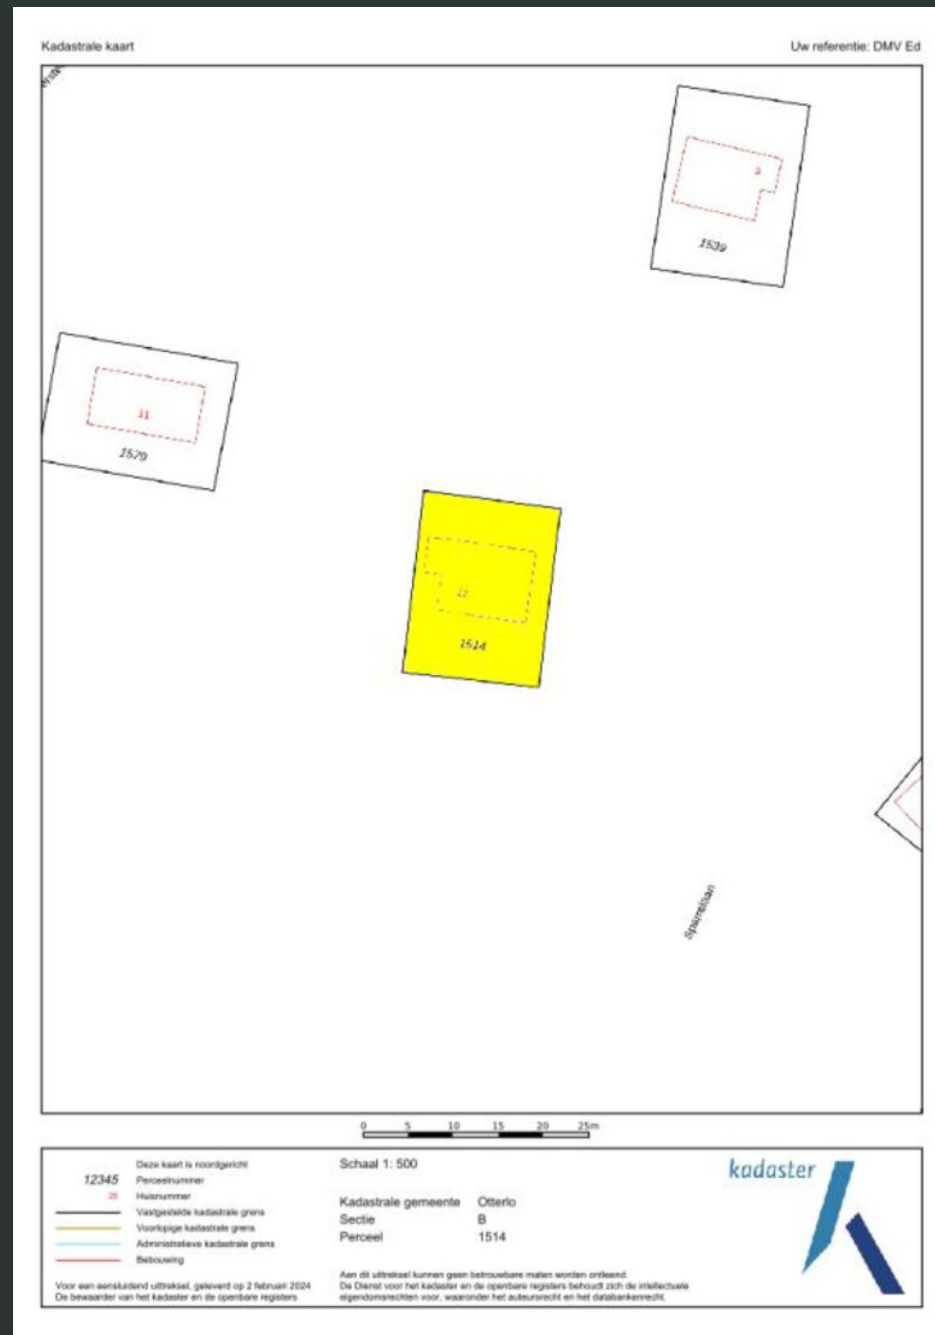 Kadastrale kaart
Uw referentie: DMV Ed
3
1539
11
1579
12
1514
Sparrelaan
0 5 10 15 20 25m
Deze kaart is noordgericht
12345 Perceelnummer
25 Huisnummer
Vastgestelde kadastrale grens
Voorlopige kadastrale grens
Administratieve kadastrale grens
Bebouwing
Voor een eensluidend uittreksel, geleverd op 2 februari 2024
De bewaarder van het kadaster en de openbare registers
Schaal 1: 500
Kadastrale gemeente Otterlo
Sectie B
Perceel 1514
Aan dit uittreksel kunnen geen betrouwbare maten worden ontleend.
De Dienst voor het kadaster en de openbare registers behoudt zich de intellectuele
eigendomsrechten voor, waaronder het auteursrecht en het databankenrecht.
kadaster